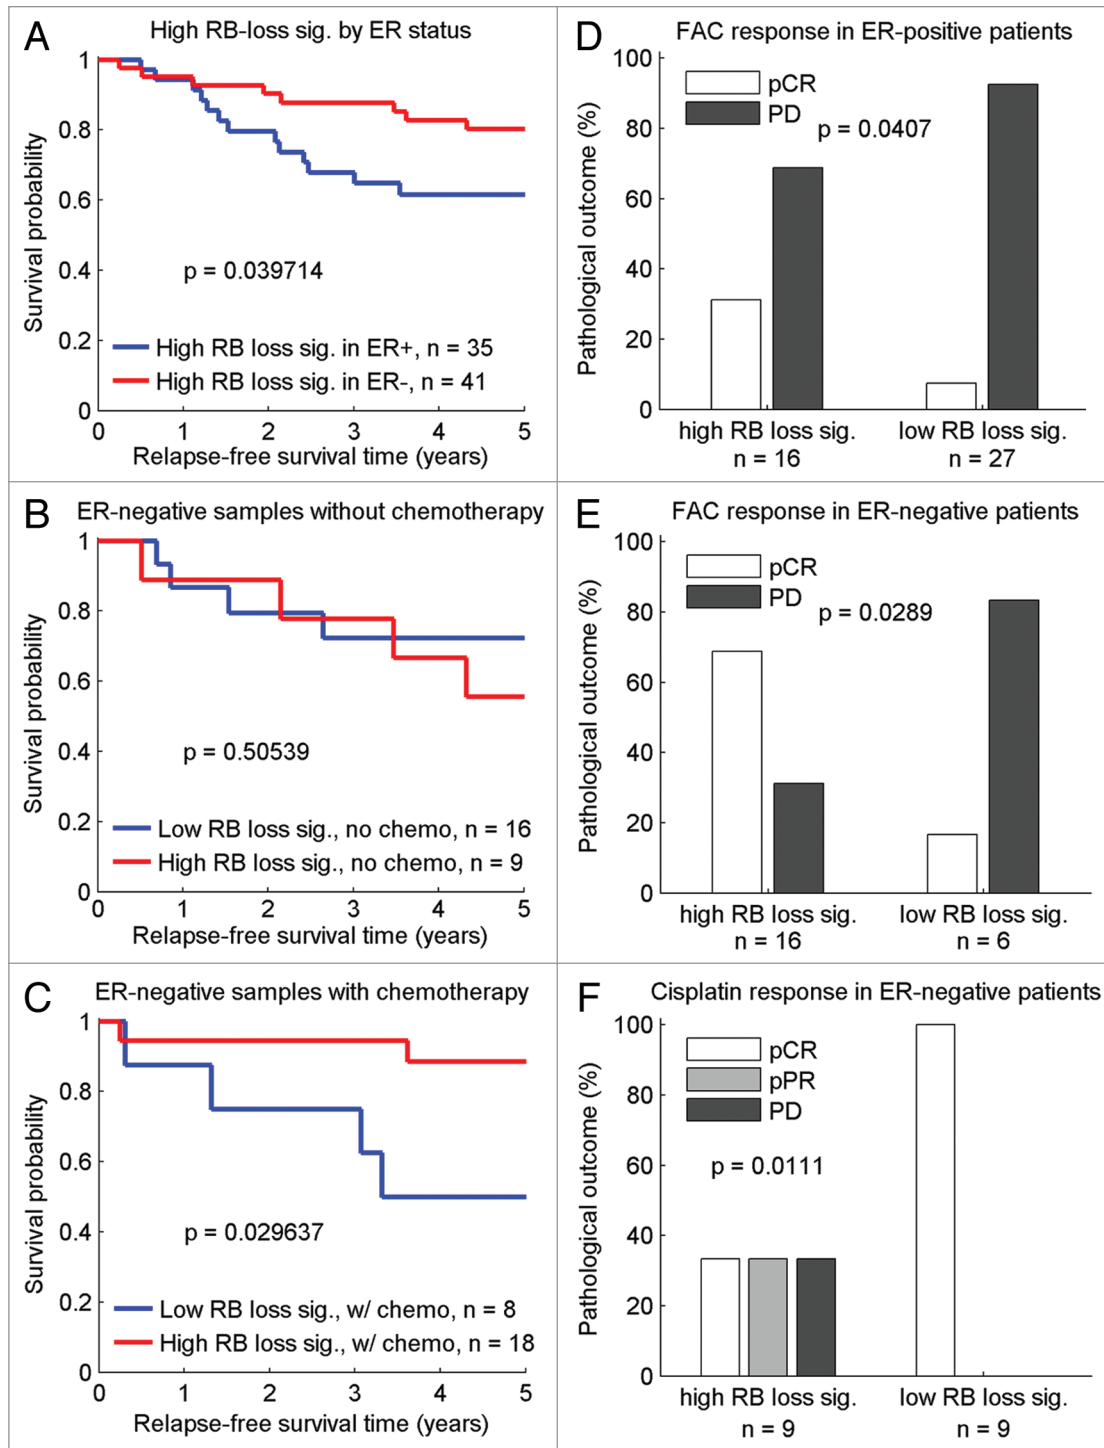 A
High RB-loss sig. by ER status
1
0.8
0.6
0.4
0.2
0
Survival probability
p = 0.039714
High RB loss sig. in ER+, n = 35
High RB loss sig. in ER-, n = 41
0 1 2 3 4 5
Relapse-free survival time (years)
B
ER-negative samples without chemotherapy
1
0.8
0.6
0.4
0.2
0
Survival probability
p = 0.50539
Low RB loss sig., no chemo, n = 16
High RB loss sig., no chemo, n = 9
0 1 2 3 4 5
Relapse-free survival time (years)
C
ER-negative samples with chemotherapy
1
0.8
0.6
0.4
0.2
0
Survival probability
p = 0.029637
Low RB loss sig., w/ chemo, n = 8
High RB loss sig., w/ chemo, n = 18
0 1 2 3 4 5
Relapse-free survival time (years)
D
FAC response in ER-positive patients
100
80
60
40
20
0
Pathological outcome (%)
pCR
PD
p = 0.0407
high RB loss sig. low RB loss sig.
n = 16 n = 27
E
FAC response in ER-negative patients
100
80
60
40
20
0
Pathological outcome (%)
pCR
PD
p = 0.0289
high RB loss sig. low RB loss sig.
n = 16 n = 6
F
Cisplatin response in ER-negative patients
100
80
60
40
20
0
Pathological outcome (%)
pCR
pPR
PD
p = 0.0111
high RB loss sig. low RB loss sig.
n = 9 n = 9